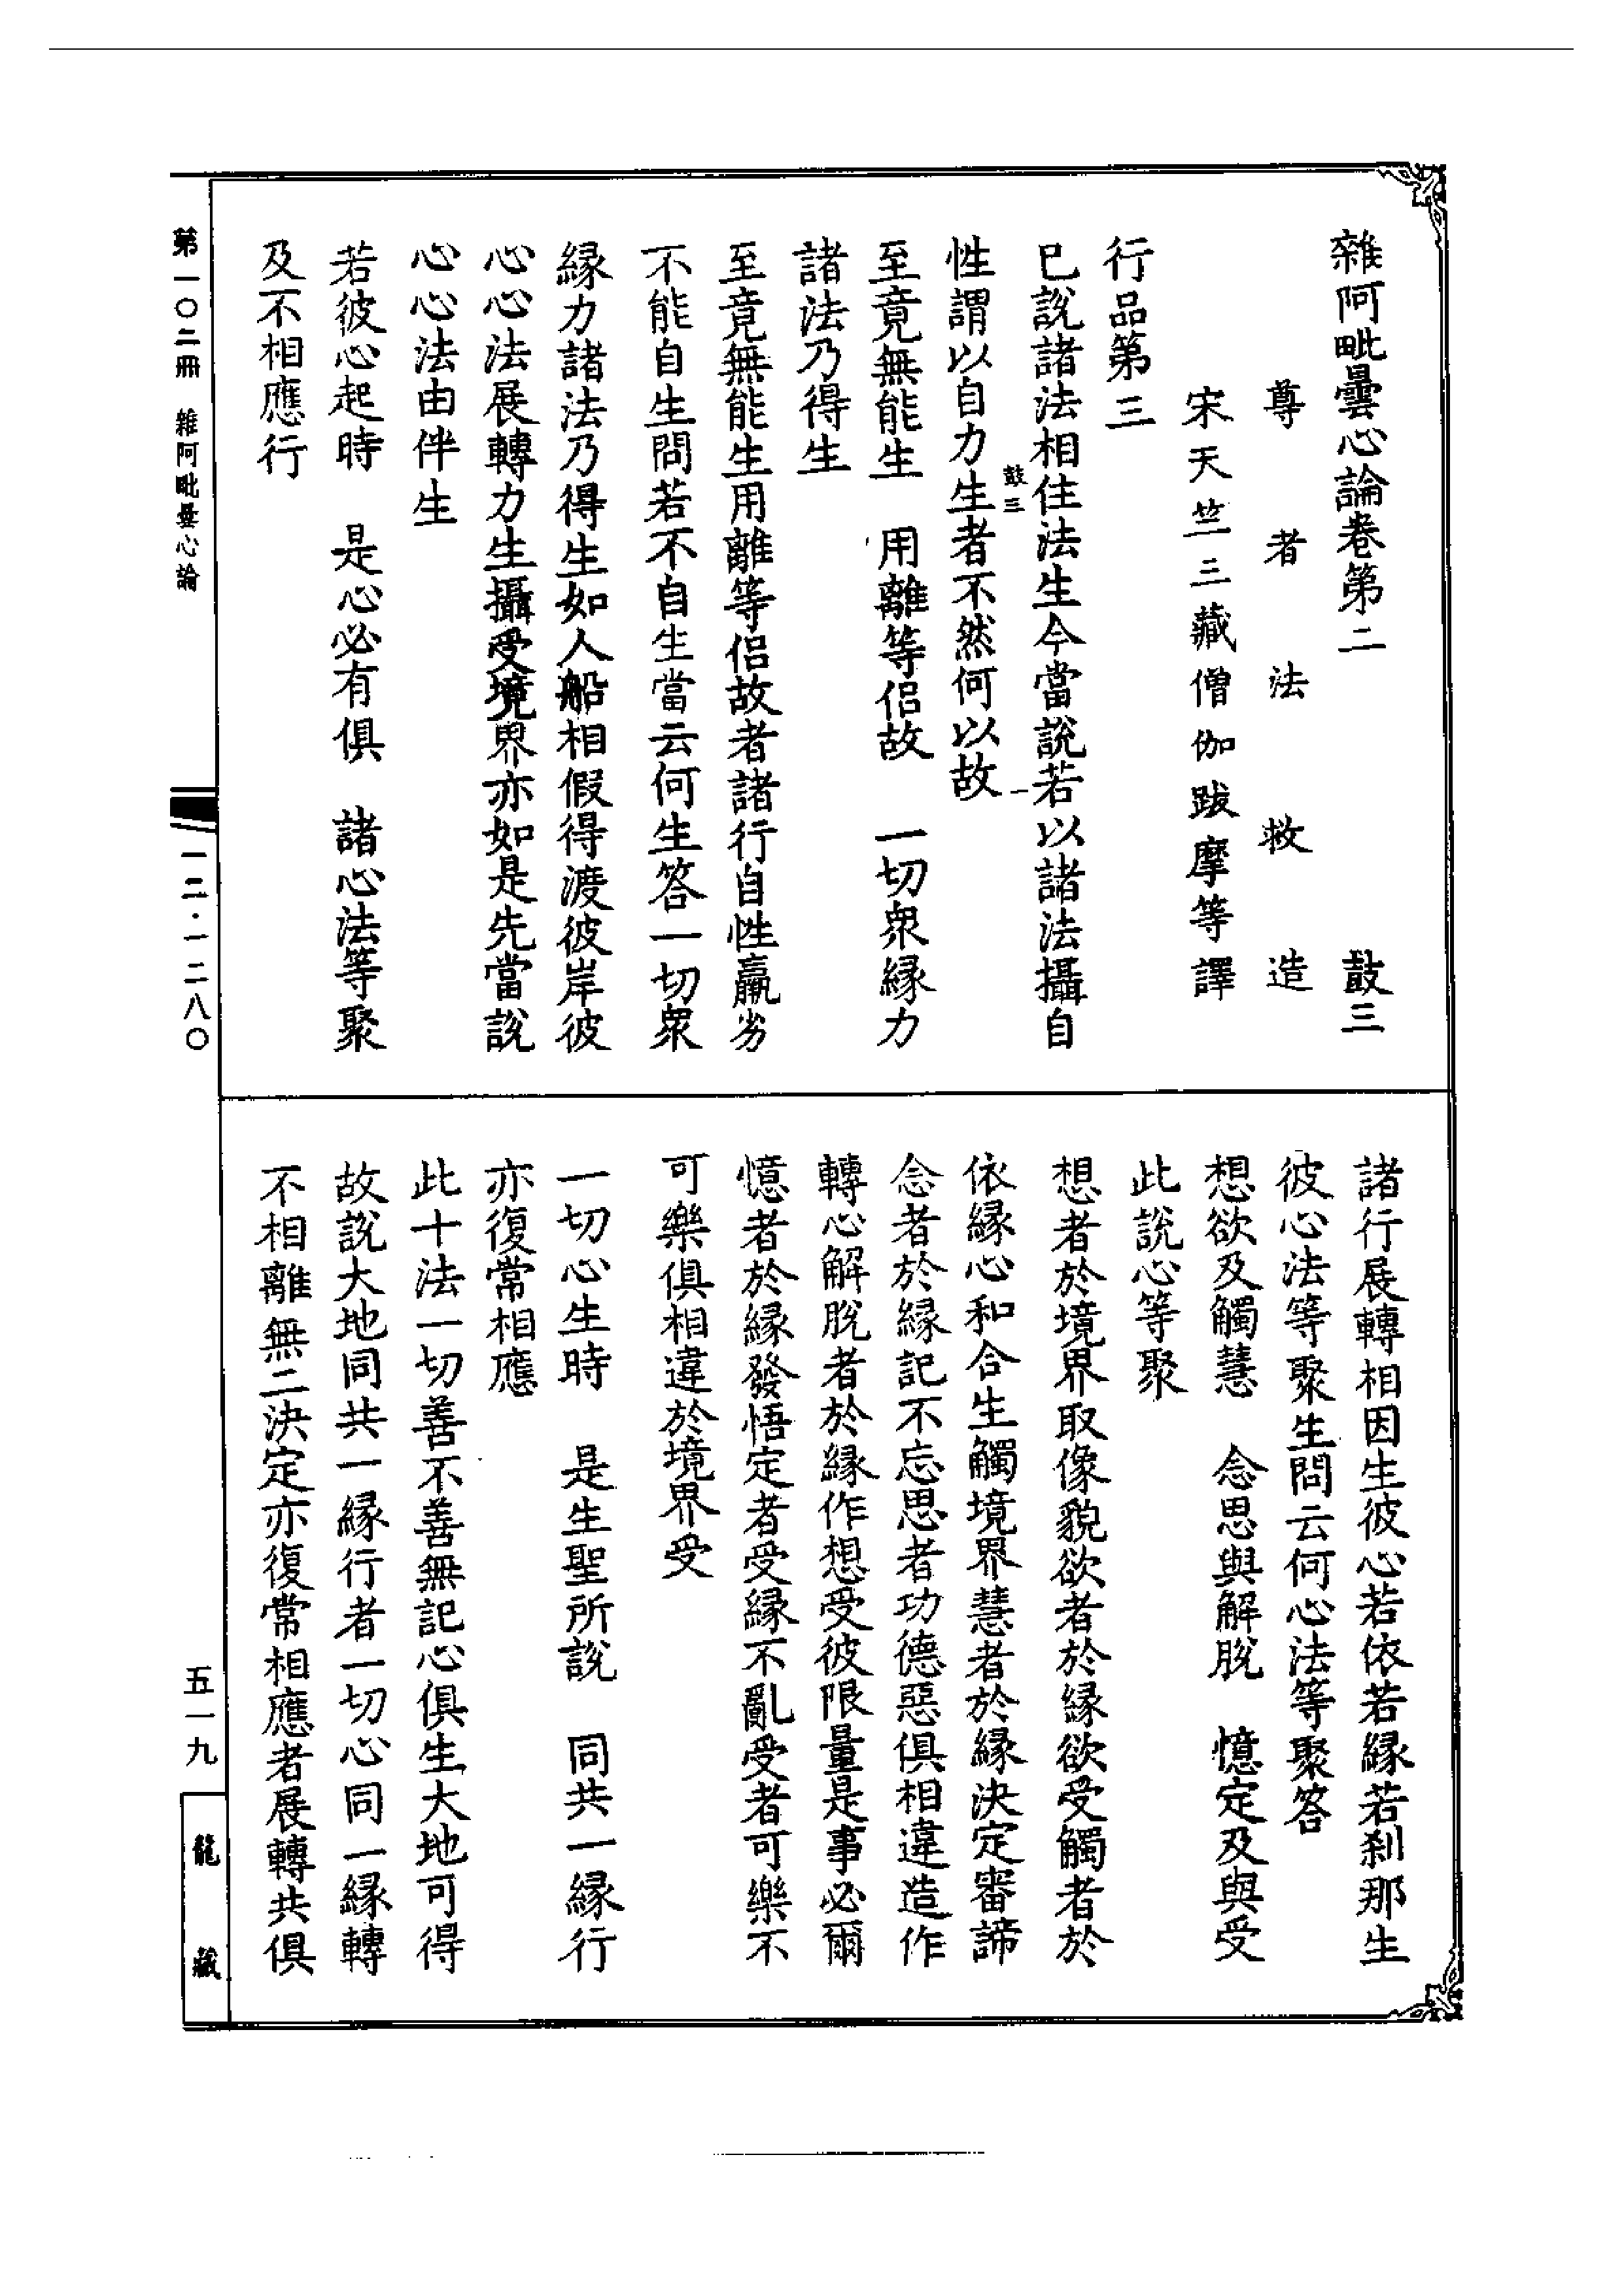 雜阿毗曇心論卷第二　鼓三
尊者法救造
宋天竺三藏僧伽跋摩等譯
行品第三
已說諸法相住法生今當說若以諸法攝自
鼓三
性謂以自力生者不然何以故
至竟無能生　用離等侶故　一切眾緣力
諸法乃得生
至竟無能生用離等侶故者諸行自性羸劣
不能自生問若不自生當云何生答一切眾
緣力諸法乃得生如人船相假得渡彼岸彼
心心法展轉力生攝受境界亦如是先當說
心心法由伴生
若彼心起時　是心必有俱　諸心法等聚
及不相應行
諸行展轉相因生彼心若依若緣若剎那生
彼心法等聚生問云何心法等聚答
想欲及觸慧　念思與解脫　憶定及與受
此說心等聚
想者於境界取像貌欲者於緣欲受觸者於
依緣心和合生觸境界慧者於緣決定審諦
念者於緣記不忘思者功德惡俱相違造作
轉心解脫者於緣作想受彼限量是事必爾
憶者於緣發悟定者受緣不亂受者可樂不
可樂俱相違於境界受
一切心生時　是生聖所說　同共一緣行
亦復常相應
此十法一切善不善無記心俱生大地可得
故說大地同共一緣行者一切心同一緣轉
不相離無二決定亦復常相應者展轉共俱
第一〇二冊　雜阿毗曇心論
一二·一二八〇
五一九
龍藏